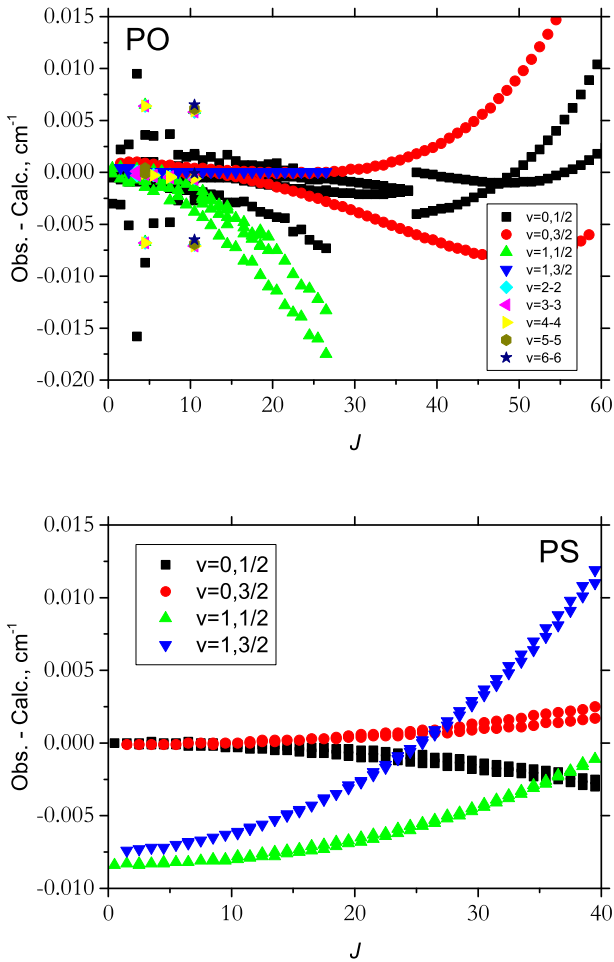 PO
0.015
0.010
0.005
0.000
-0.005
-0.010
-0.015
-0.020
Obs. - Calc., cm-1
v=0,1/2
v=0,3/2
v=1,1/2
v=1,3/2
v=2-2
v=3-3
v=4-4
v=5-5
v=6-6
0 10 20 30 40 50 60
J
PS
0.015
0.010
0.005
0.000
-0.005
-0.010
Obs. - Calc., cm-1
v=0,1/2
v=0,3/2
v=1,1/2
v=1,3/2
0 10 20 30 40
J